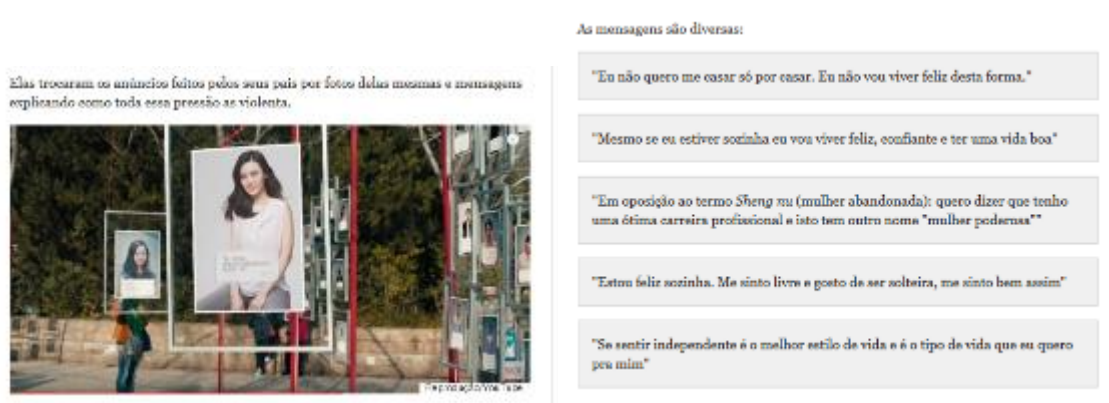 Elas trocaram os anúncios feitos pelos seus pais por fotos delas mesmas e mensagens
explicando como toda essa pressão as violenta.
Reprodução/YouTube
As mensagens são diversas:
"Eu não quero me casar só por casar. Eu não vou viver feliz desta forma."
"Mesmo se eu estiver sozinha eu vou viver feliz, confiante e ter uma vida boa"
"Em oposição ao termo Sheng nu (mulher abandonada): quero dizer que tenho
uma ótima carreira profissional e isto tem outro nome "mulher poderosa""
"Estou feliz sozinha. Me sinto livre e gosto de ser solteira, me sinto bem assim"
"Se sentir independente é o melhor estilo de vida e é o tipo de vida que eu quero
pra mim"